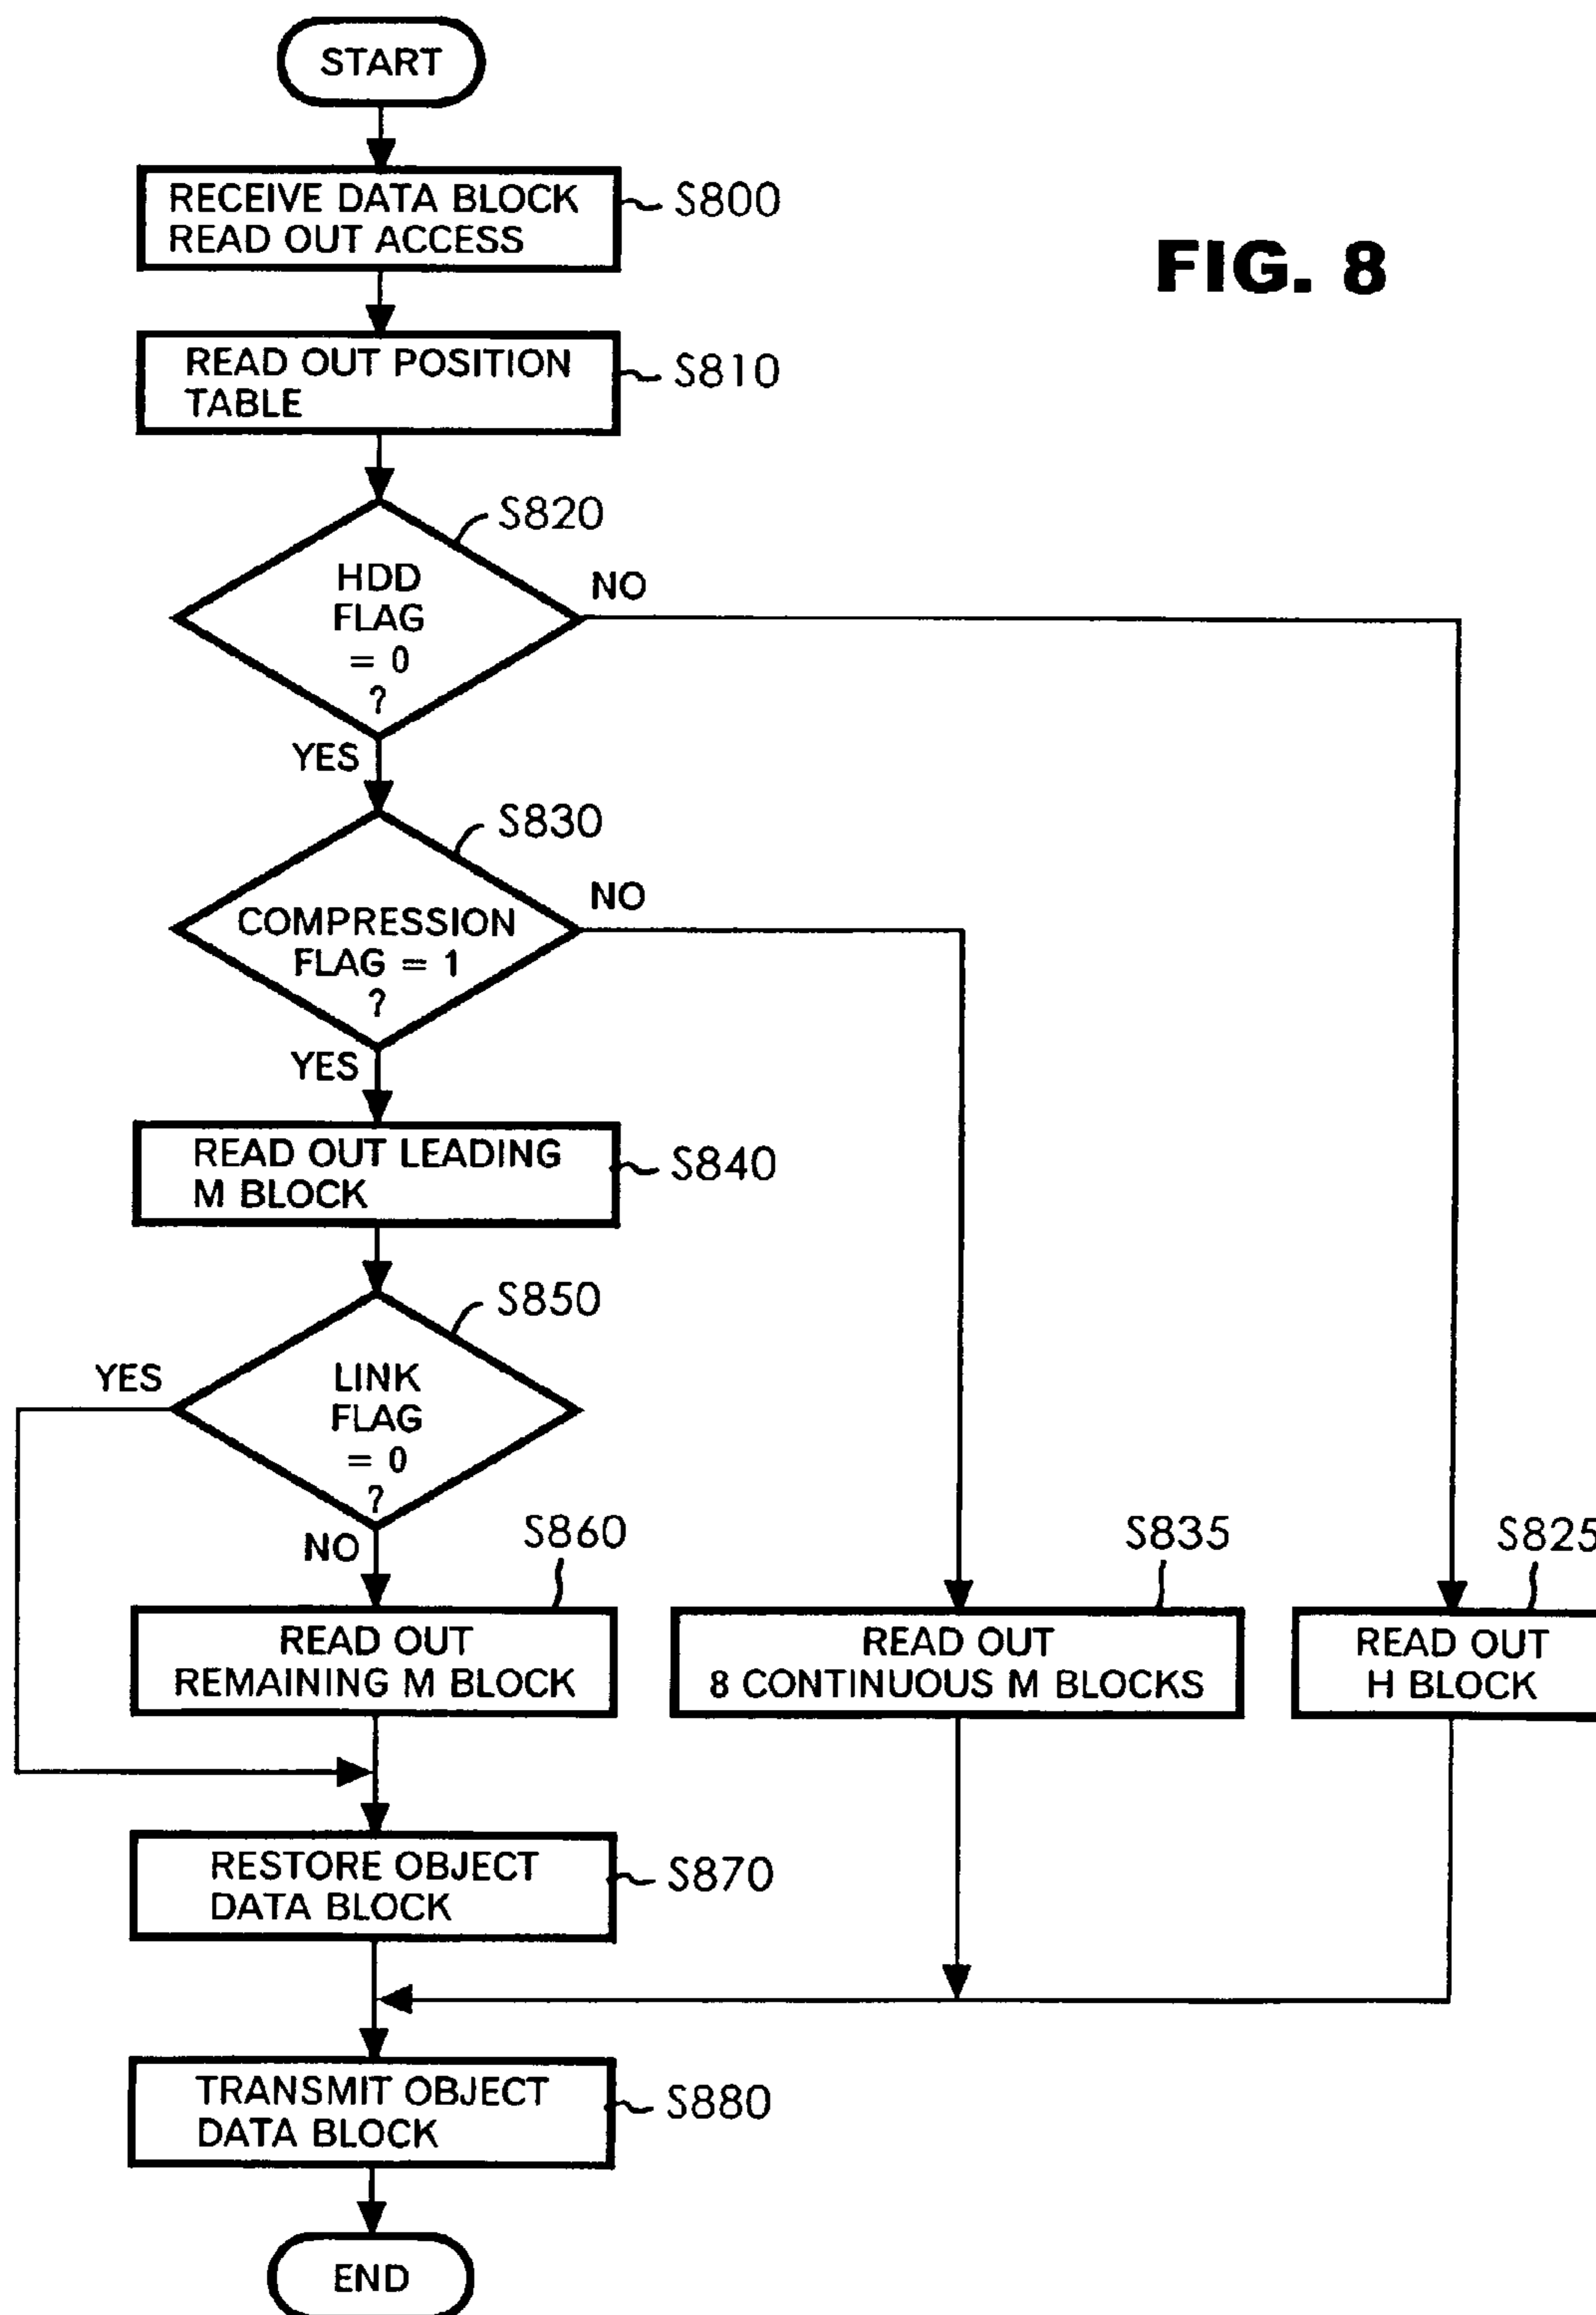 START
RECEIVE DATA BLOCK
READ OUT ACCESS
S800
FIG. 8
READ OUT POSITION
TABLE
S810
S820
HDD
FLAG
= 0
?
NO
YES
S830
COMPRESSION
FLAG = 1
?
NO
YES
READ OUT LEADING
M BLOCK
S840
S850
YES
LINK
FLAG
= 0
?
NO
S860
S835
S825
READ OUT
REMAINING M BLOCK
READ OUT
8 CONTINUOUS M BLOCKS
READ OUT
H BLOCK
RESTORE OBJECT
DATA BLOCK
S870
TRANSMIT OBJECT
DATA BLOCK
S880
END